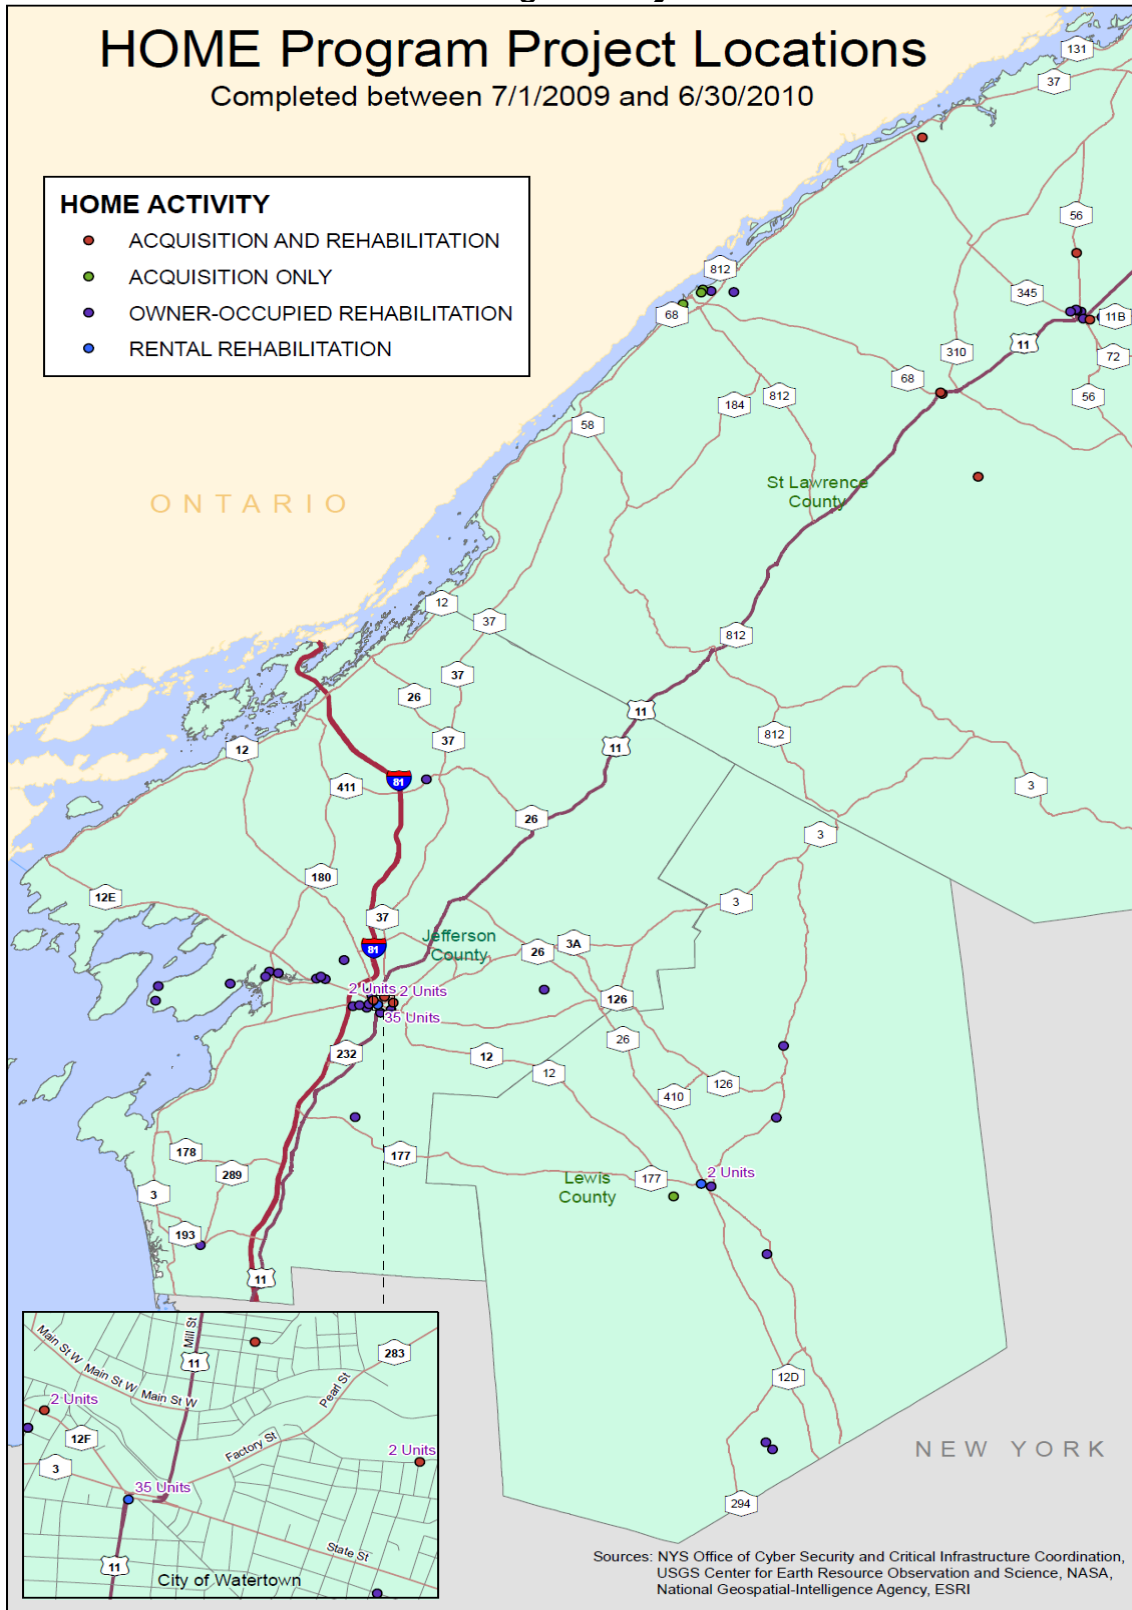 HOME Program Project Locations
Completed between 7/1/2009 and 6/30/2010
HOME ACTIVITY
ACQUISITION AND REHABILITATION
ACQUISITION ONLY
OWNER-OCCUPIED REHABILITATION
RENTAL REHABILITATION
131
37
56
812
345
68
11B
11
310
72
68
812
184
56
58
St Lawrence
County
ONTARIO
12
37
812
37
26
11
37
812
12
11
81
411
3
26
3
180
12E
3
37
Jefferson
County
3A
26
81
2 Units
2 Units
126
35 Units
26
232
12
12
126
410
178
177
289
177
2 Units
Lewis
County
3
193
11
12D
NEW YORK
294
Main St W
Main St W
Main St W
Mill St
11
283
Pearl St
2 Units
12F
Factory St
2 Units
3
35 Units
State St
11
City of Watertown
Sources: NYS Office of Cyber Security and Critical Infrastructure Coordination,
USGS Center for Earth Resource Observation and Science, NASA,
National Geospatial-Intelligence Agency, ESRI